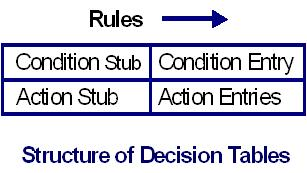 Rules
Condition Stub Condition Entry
Action Stub Action Entries
Structure of Decision Tables